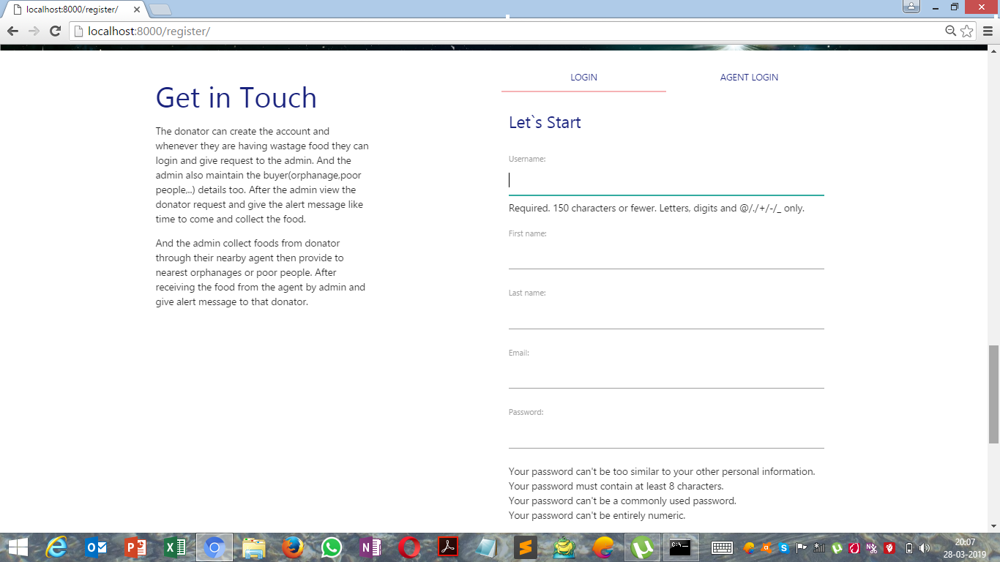 localhost:8000/register/
localhost:8000/register/
LOGIN
AGENT LOGIN
Get in Touch
The donator can create the account and
whenever they are having wastage food they can
login and give request to the admin. And the
admin also maintain the buyer(orphanage,poor
people,..) details too. After the admin view the
donator request and give the alert message like
time to come and collect the food.
And the admin collect foods from donator
through their nearby agent then provide to
nearest orphanages or poor people. After
receiving the food from the agent by admin and
give alert message to that donator.
Let`s Start
Username:
Required. 150 characters or fewer. Letters, digits and @/./+/-/_ only.
First name:
Last name:
Email:
Password:
Your password can't be too similar to your other personal information.
Your password must contain at least 8 characters.
Your password can't be a commonly used password.
Your password can't be entirely numeric.
20:07
28-03-2019